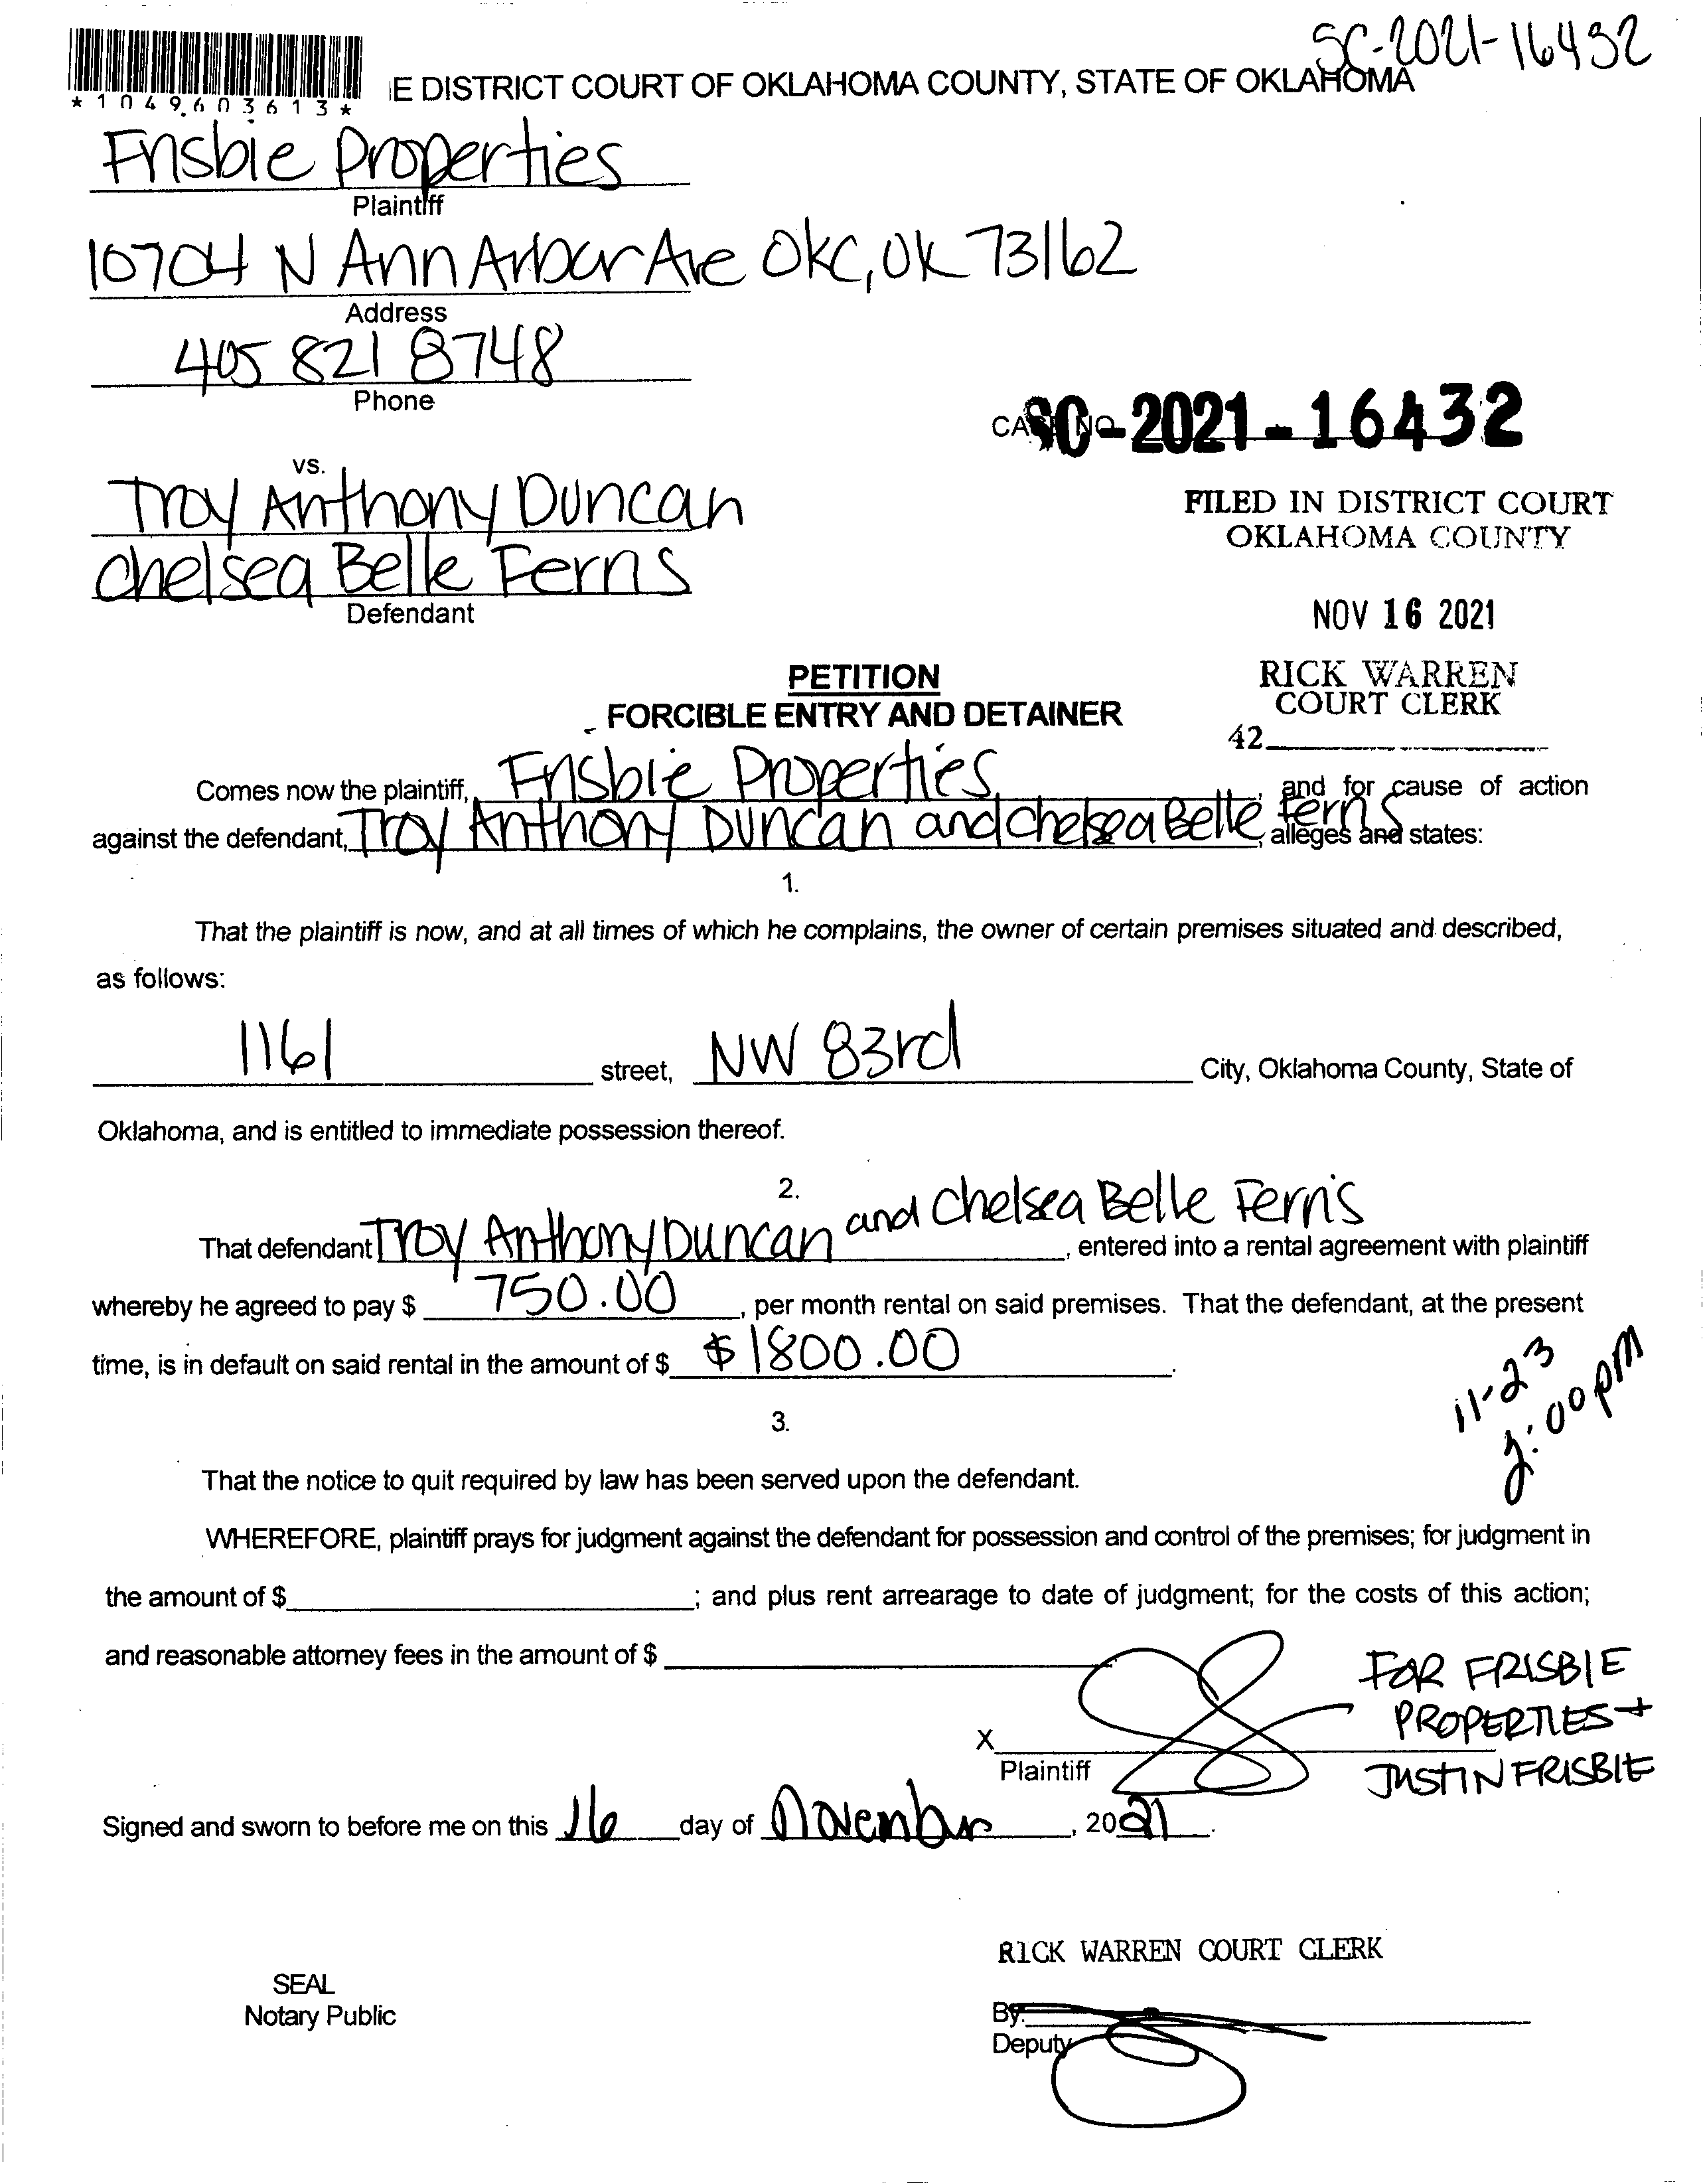 SC-2021-16432
*1049603613*
E DISTRICT COURT OF OKLAHOMA COUNTY, STATE OF OKLAHOMA
Frisbie Properties
Plaintiff
10704 N Ann Arbor Ave OKC, OK 73162
Address
405 821 8748
Phone
CASE NO. SC-2021-16432
vs.
Troy Anthony Duncan
Chelsea Belle Ferris
Defendant
FILED IN DISTRICT COURT
OKLAHOMA COUNTY
NOV 16 2021
RICK WARREN
COURT CLERK
42
PETITION
FORCIBLE ENTRY AND DETAINER
Comes now the plaintiff, Frisbie Properties, and for cause of action
against the defendant, Troy Anthony Duncan and Chelsea Belle Ferris, alleges and states:
1.
That the plaintiff is now, and at all times of which he complains, the owner of certain premises situated and described,
as follows:
1161 street, NW 83rd City, Oklahoma County, State of
Oklahoma, and is entitled to immediate possession thereof.
2.
That defendant Troy Anthony Duncan and Chelsea Belle Ferris, entered into a rental agreement with plaintiff
whereby he agreed to pay $ 750.00, per month rental on said premises. That the defendant, at the present
time, is in default on said rental in the amount of $ $1800.00.
11-23
2:00pm
3.
That the notice to quit required by law has been served upon the defendant.
WHEREFORE, plaintiff prays for judgment against the defendant for possession and control of the premises; for judgment in
the amount of $ ; and plus rent arrearage to date of judgment; for the costs of this action;
and reasonable attorney fees in the amount of $ .
X
Plaintiff
FOR FRISBIE
PROPERTIES +
JUSTIN FRISBIE
Signed and sworn to before me on this 16 day of November, 2021.
RICK WARREN COURT CLERK
SEAL
Notary Public
By:
Deputy